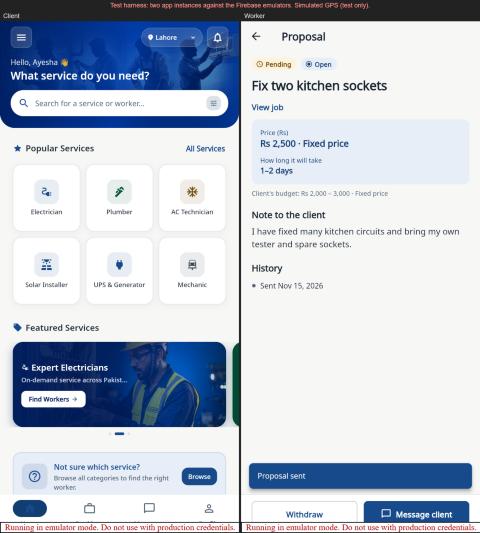 Test harness: two app instances against the Firebase emulators. Simulated GPS (test only).
Client
Lahore
Hello, Ayesha 👋
What service do you need?
Search for a service or worker...
Popular Services
All Services
Electrician
Plumber
AC Technician
Solar Installer
UPS & Generator
Mechanic
Featured Services
Expert Electricians
On-demand service across Pakist...
Find Workers →
Not sure which service?
Browse all categories to find the right
worker.
Browse
Running in emulator mode. Do not use with production credentials.
Worker
Proposal
Pending
Open
Fix two kitchen sockets
View job
Price (Rs)
Rs 2,500 · Fixed price
How long it will take
1–2 days
Client's budget: Rs 2,000 – 3,000 · Fixed price
Note to the client
I have fixed many kitchen circuits and bring my own
tester and spare sockets.
History
Sent Nov 15, 2026
Proposal sent
Withdraw
Message client
Running in emulator mode. Do not use with production credentials.